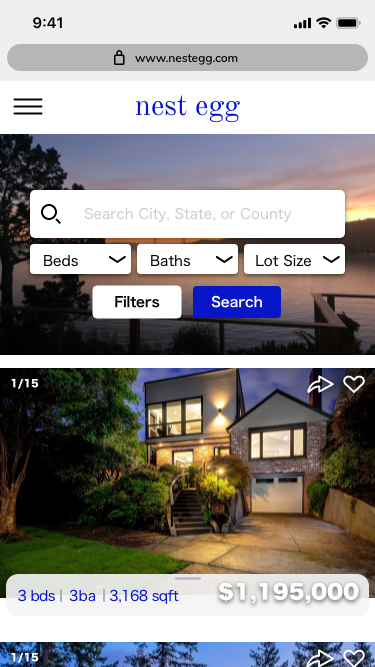 9:41
www.nestegg.com
nest egg
Search City, State, or County
Beds Baths Lot Size
Filters Search
1/15
3 bds | 3ba | 3,168 sqft $1,195,000
1/15